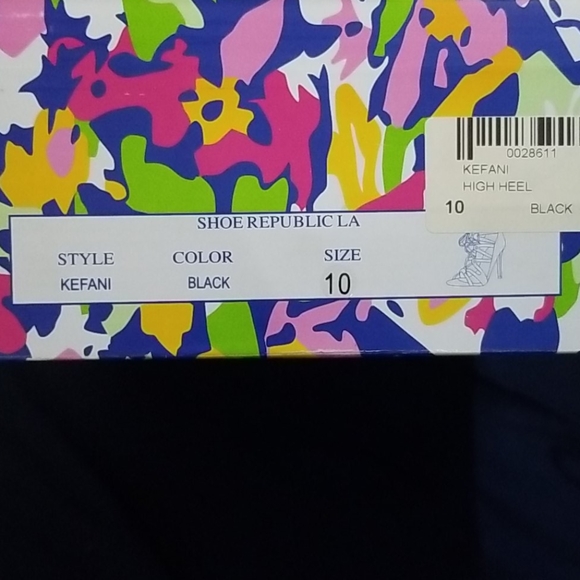 0028611
KEFANI
HIGH HEEL
10 BLACK
SHOE REPUBLIC LA
STYLE COLOR SIZE
KEFANI BLACK 10